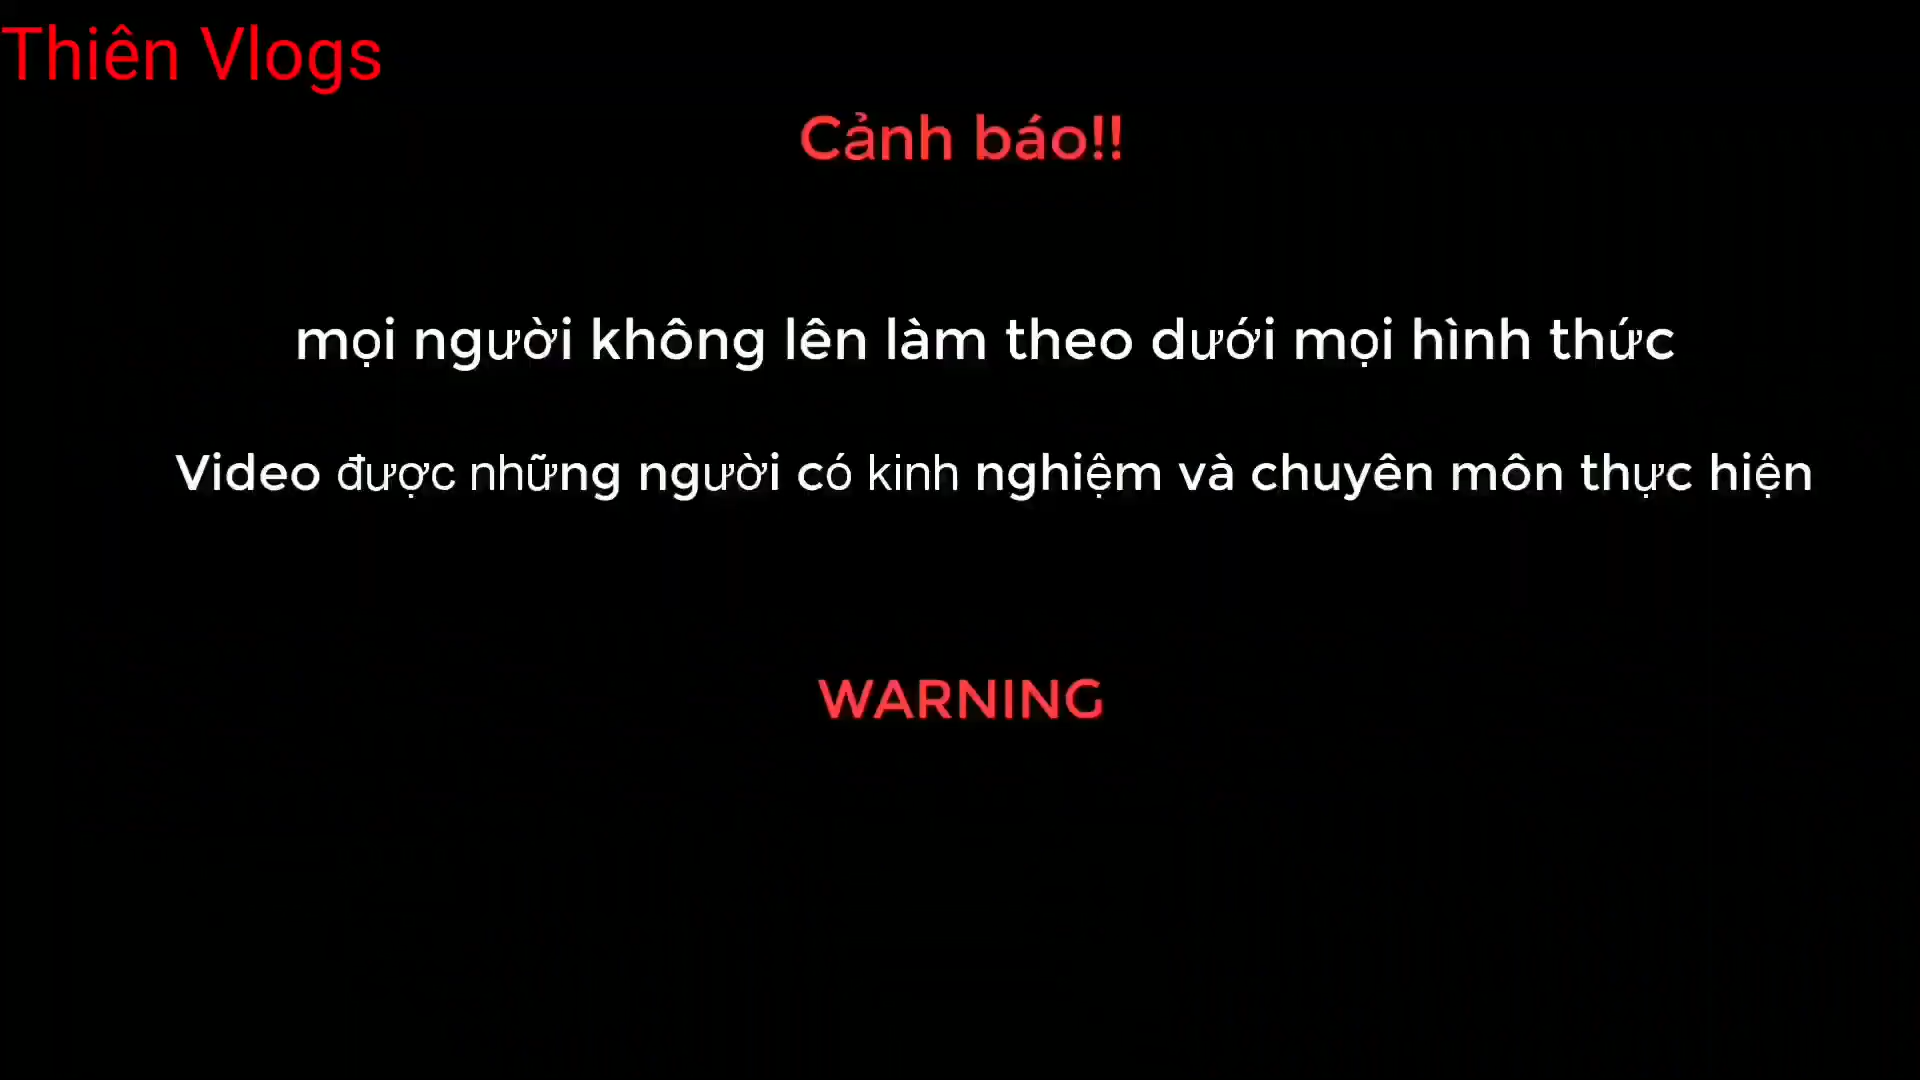 Thiên Vlogs
Cảnh báo!!
mọi người không lên làm theo dưới mọi hình thức
Video được những người có kinh nghiệm và chuyên môn thực hiện
WARNING